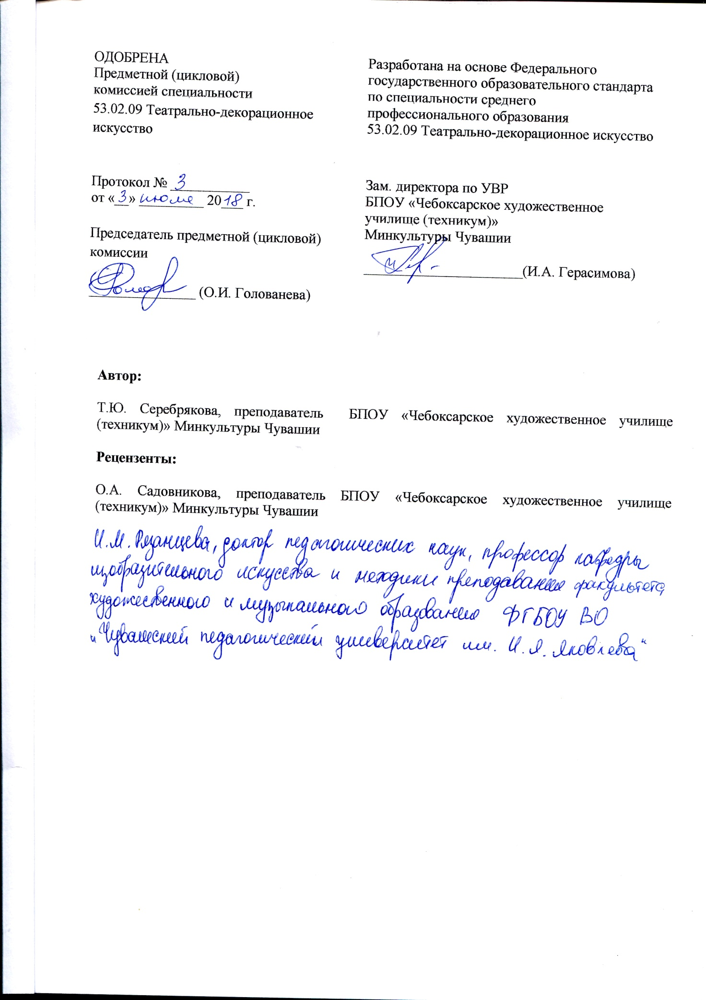 ОДОБРЕНА
Предметной (цикловой)
комиссией специальности
53.02.09 Театрально-декорационное
искусство
Протокол № 3
от «3» июля 2018 г.
Председатель предметной (цикловой)
комиссии
(О.И. Голованева)
Разработана на основе Федерального
государственного образовательного стандарта
по специальности среднего
профессионального образования
53.02.09 Театрально-декорационное искусство
Зам. директора по УВР
БПОУ «Чебоксарское художественное
училище (техникум)»
Минкультуры Чувашии
(И.А. Герасимова)
Автор:
Т.Ю. Серебрякова, преподаватель БПОУ «Чебоксарское художественное училище
(техникум)» Минкультуры Чувашии
Рецензенты:
О.А. Садовникова, преподаватель БПОУ «Чебоксарское художественное училище
(техникум)» Минкультуры Чувашии
И.М. Рязанцева, доктор педагогических наук, профессор кафедры
изобразительного искусства и методики преподавания факультета
художественного и музыкального образования ФГБОУ ВО
„Чувашский педагогический университет им. И.Я. Яковлева“